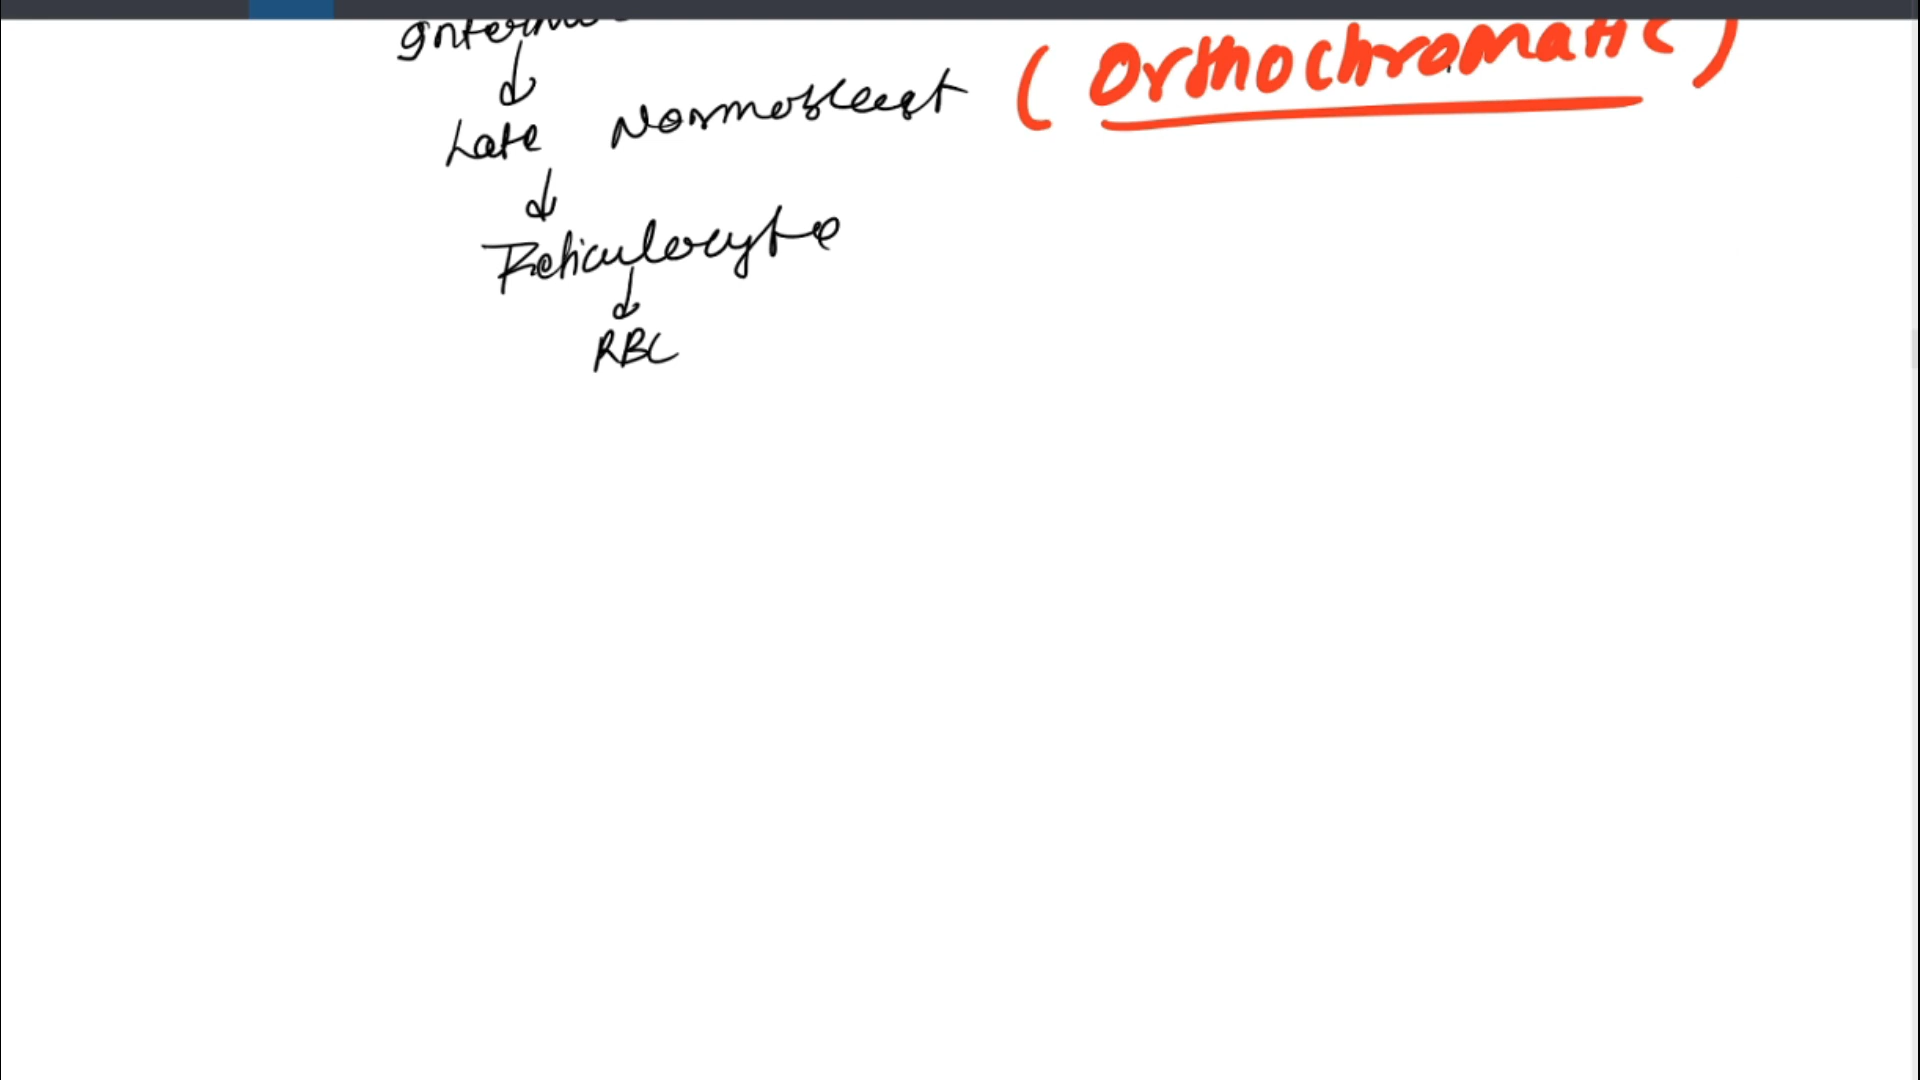 Late Normoblast (Orthochromatic)
↓
Reticulocyte
↓
RBC